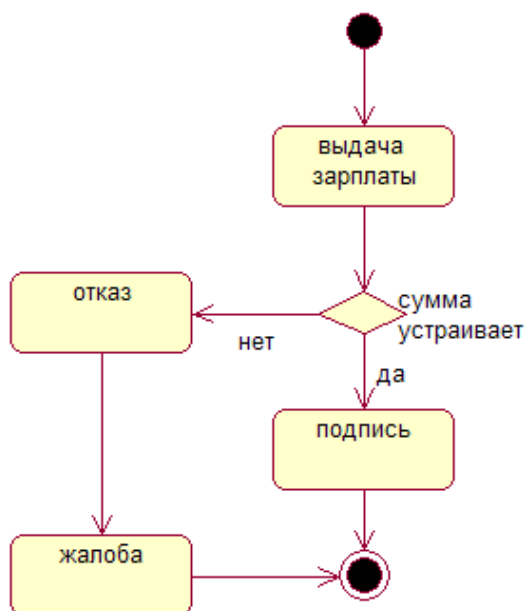 выдача
зарплаты
отказ
сумма
устраивает
нет
да
подпись
жалоба